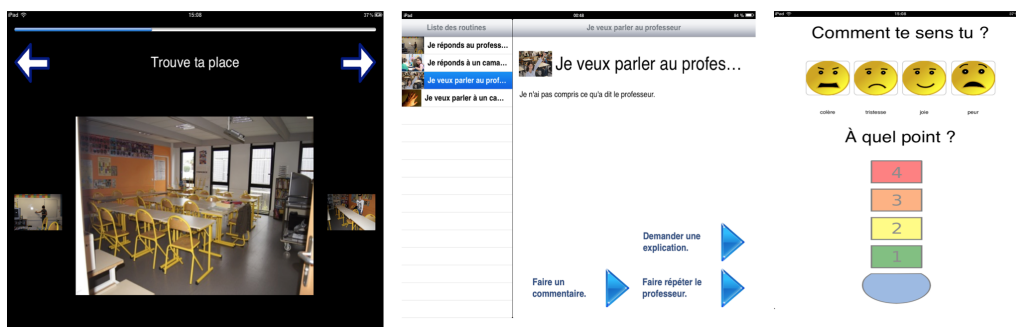 iPad 15:08 37%
Trouve ta place
iPad 00:48 84 %
Liste des routines
Je réponds au profess...
Je réponds à un cama...
Je veux parler au prof...
Je veux parler à un ca...
Je veux parler au professeur
Je veux parler au profes...
Je n'ai pas compris ce qu'a dit le professeur.
Demander une
explication.
Faire un
commentaire.
Faire répéter le
professeur.
iPad 15:08
Comment te sens tu ?
colère tristesse joie peur
À quel point ?
4
3
2
1